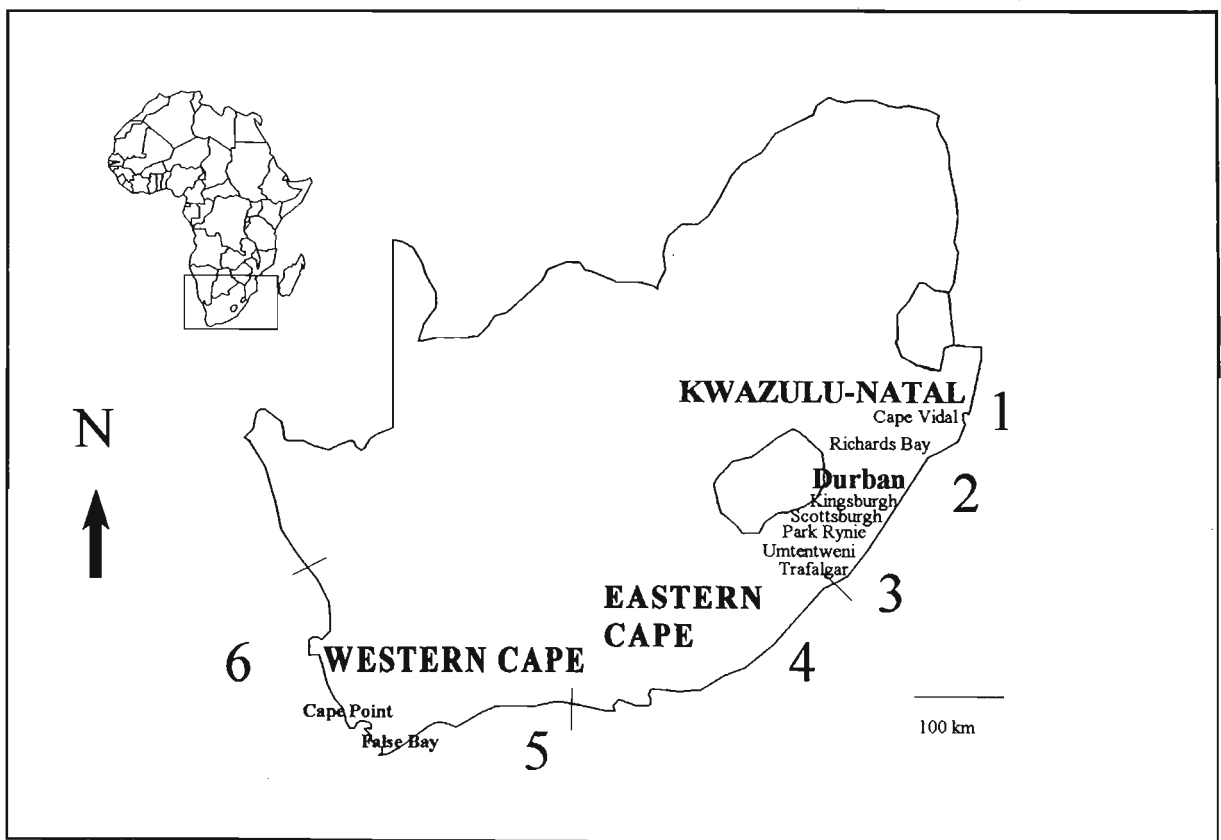 N
KWAZULU-NATAL
Cape Vidal
1
Richards Bay
Durban
2
Kingsburgh
Scottsburgh
Park Rynie
Umtentweni
Trafalgar
3
EASTERN
CAPE
4
6
WESTERN CAPE
Cape Point
False Bay
5
100 km